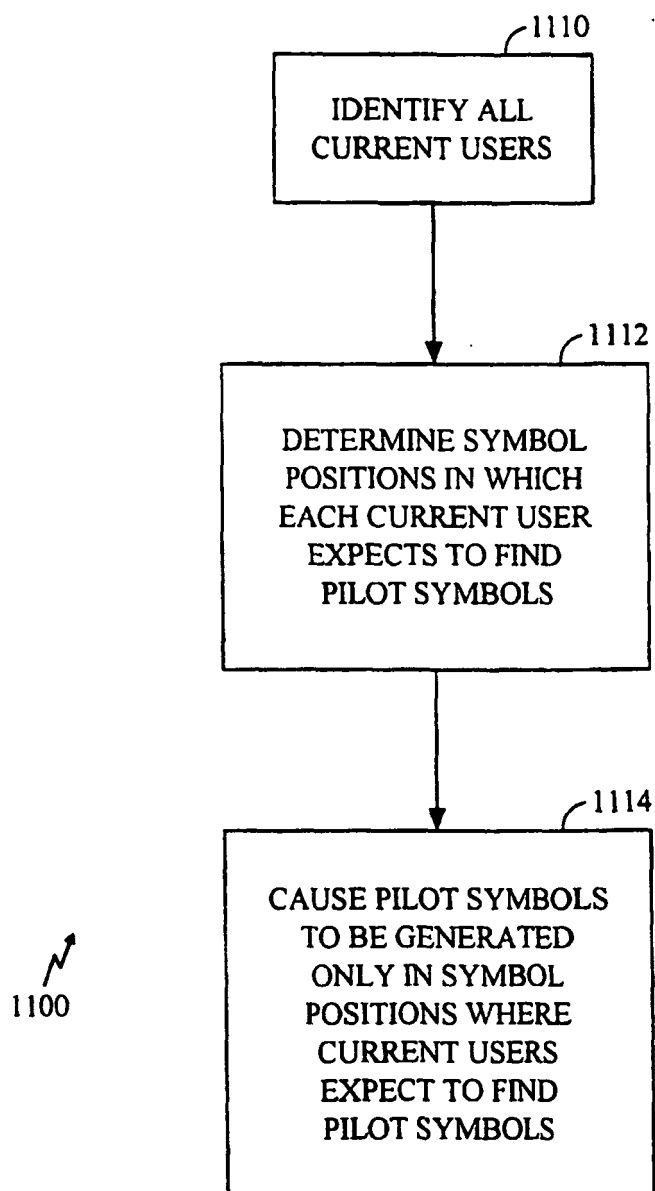 1110
IDENTIFY ALL
CURRENT USERS
1112
DETERMINE SYMBOL
POSITIONS IN WHICH
EACH CURRENT USER
EXPECTS TO FIND
PILOT SYMBOLS
1114
CAUSE PILOT SYMBOLS
TO BE GENERATED
ONLY IN SYMBOL
POSITIONS WHERE
CURRENT USERS
EXPECT TO FIND
PILOT SYMBOLS
1100